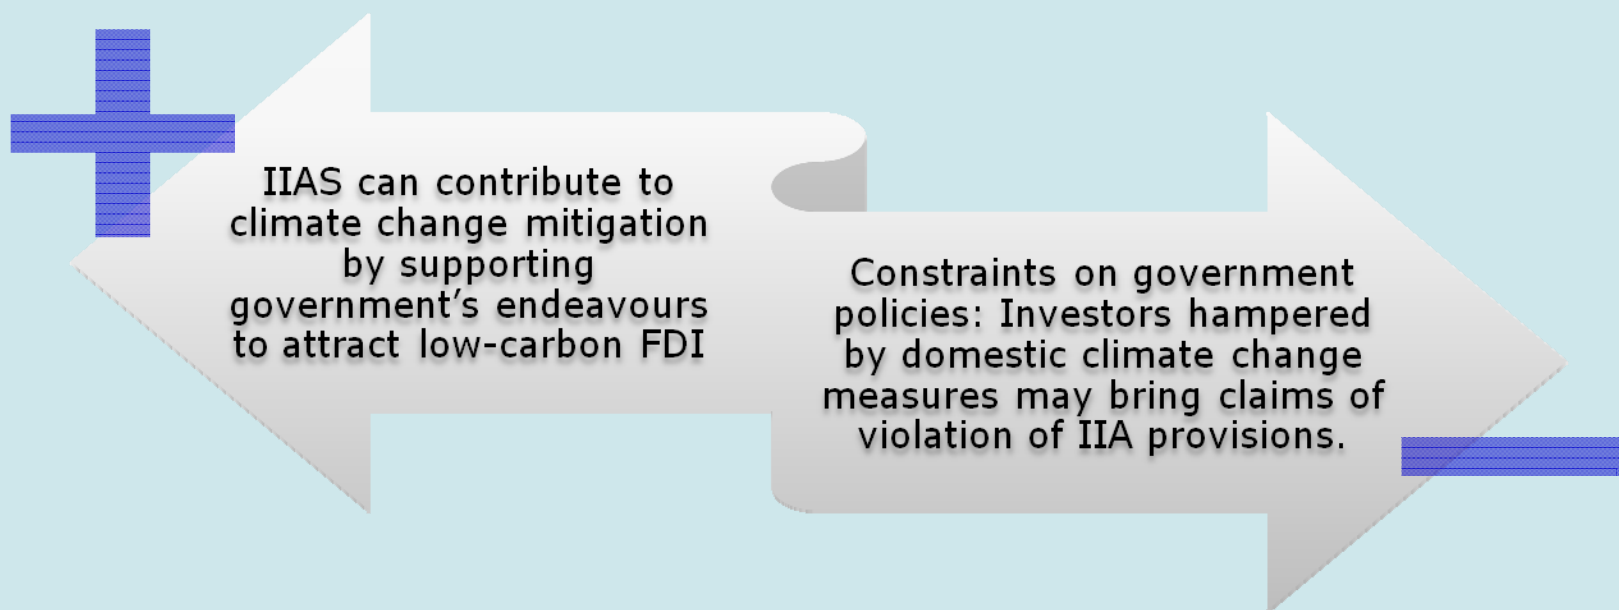 IIAS can contribute to
climate change mitigation
by supporting
government’s endeavours
to attract low-carbon FDI
Constraints on government
policies: Investors hampered
by domestic climate change
measures may bring claims of
violation of IIA provisions.